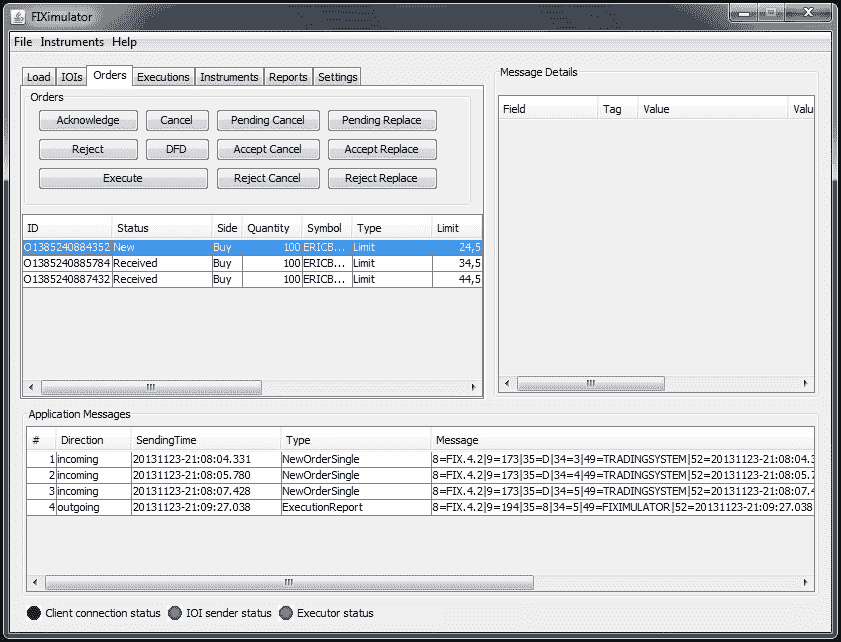 FIXimulator
File Instruments Help
Load IOIs Orders Executions Instruments Reports Settings
Orders
Acknowledge Cancel Pending Cancel Pending Replace
Reject DFD Accept Cancel Accept Replace
Execute Reject Cancel Reject Replace
ID Status Side Quantity Symbol Type Limit
O1385240884352 New Buy 100 ERICB... Limit 24,5
O1385240885784 Received Buy 100 ERICB... Limit 34,5
O1385240887432 Received Buy 100 ERICB... Limit 44,5
Message Details
Field Tag Value Valu
Application Messages
# Direction SendingTime Type Message
1 incoming 20131123-21:08:04.331 NewOrderSingle 8=FIX.4.2|9=173|35=D|34=3|49=TRADINGSYSTEM|52=20131123-21:08:04.3
2 incoming 20131123-21:08:05.780 NewOrderSingle 8=FIX.4.2|9=173|35=D|34=4|49=TRADINGSYSTEM|52=20131123-21:08:05.7
3 incoming 20131123-21:08:07.428 NewOrderSingle 8=FIX.4.2|9=173|35=D|34=5|49=TRADINGSYSTEM|52=20131123-21:08:07.4
4 outgoing 20131123-21:09:27.038 ExecutionReport 8=FIX.4.2|9=194|35=8|34=5|49=FIXIMULATOR|52=20131123-21:09:27.038
Client connection status IOI sender status Executor status